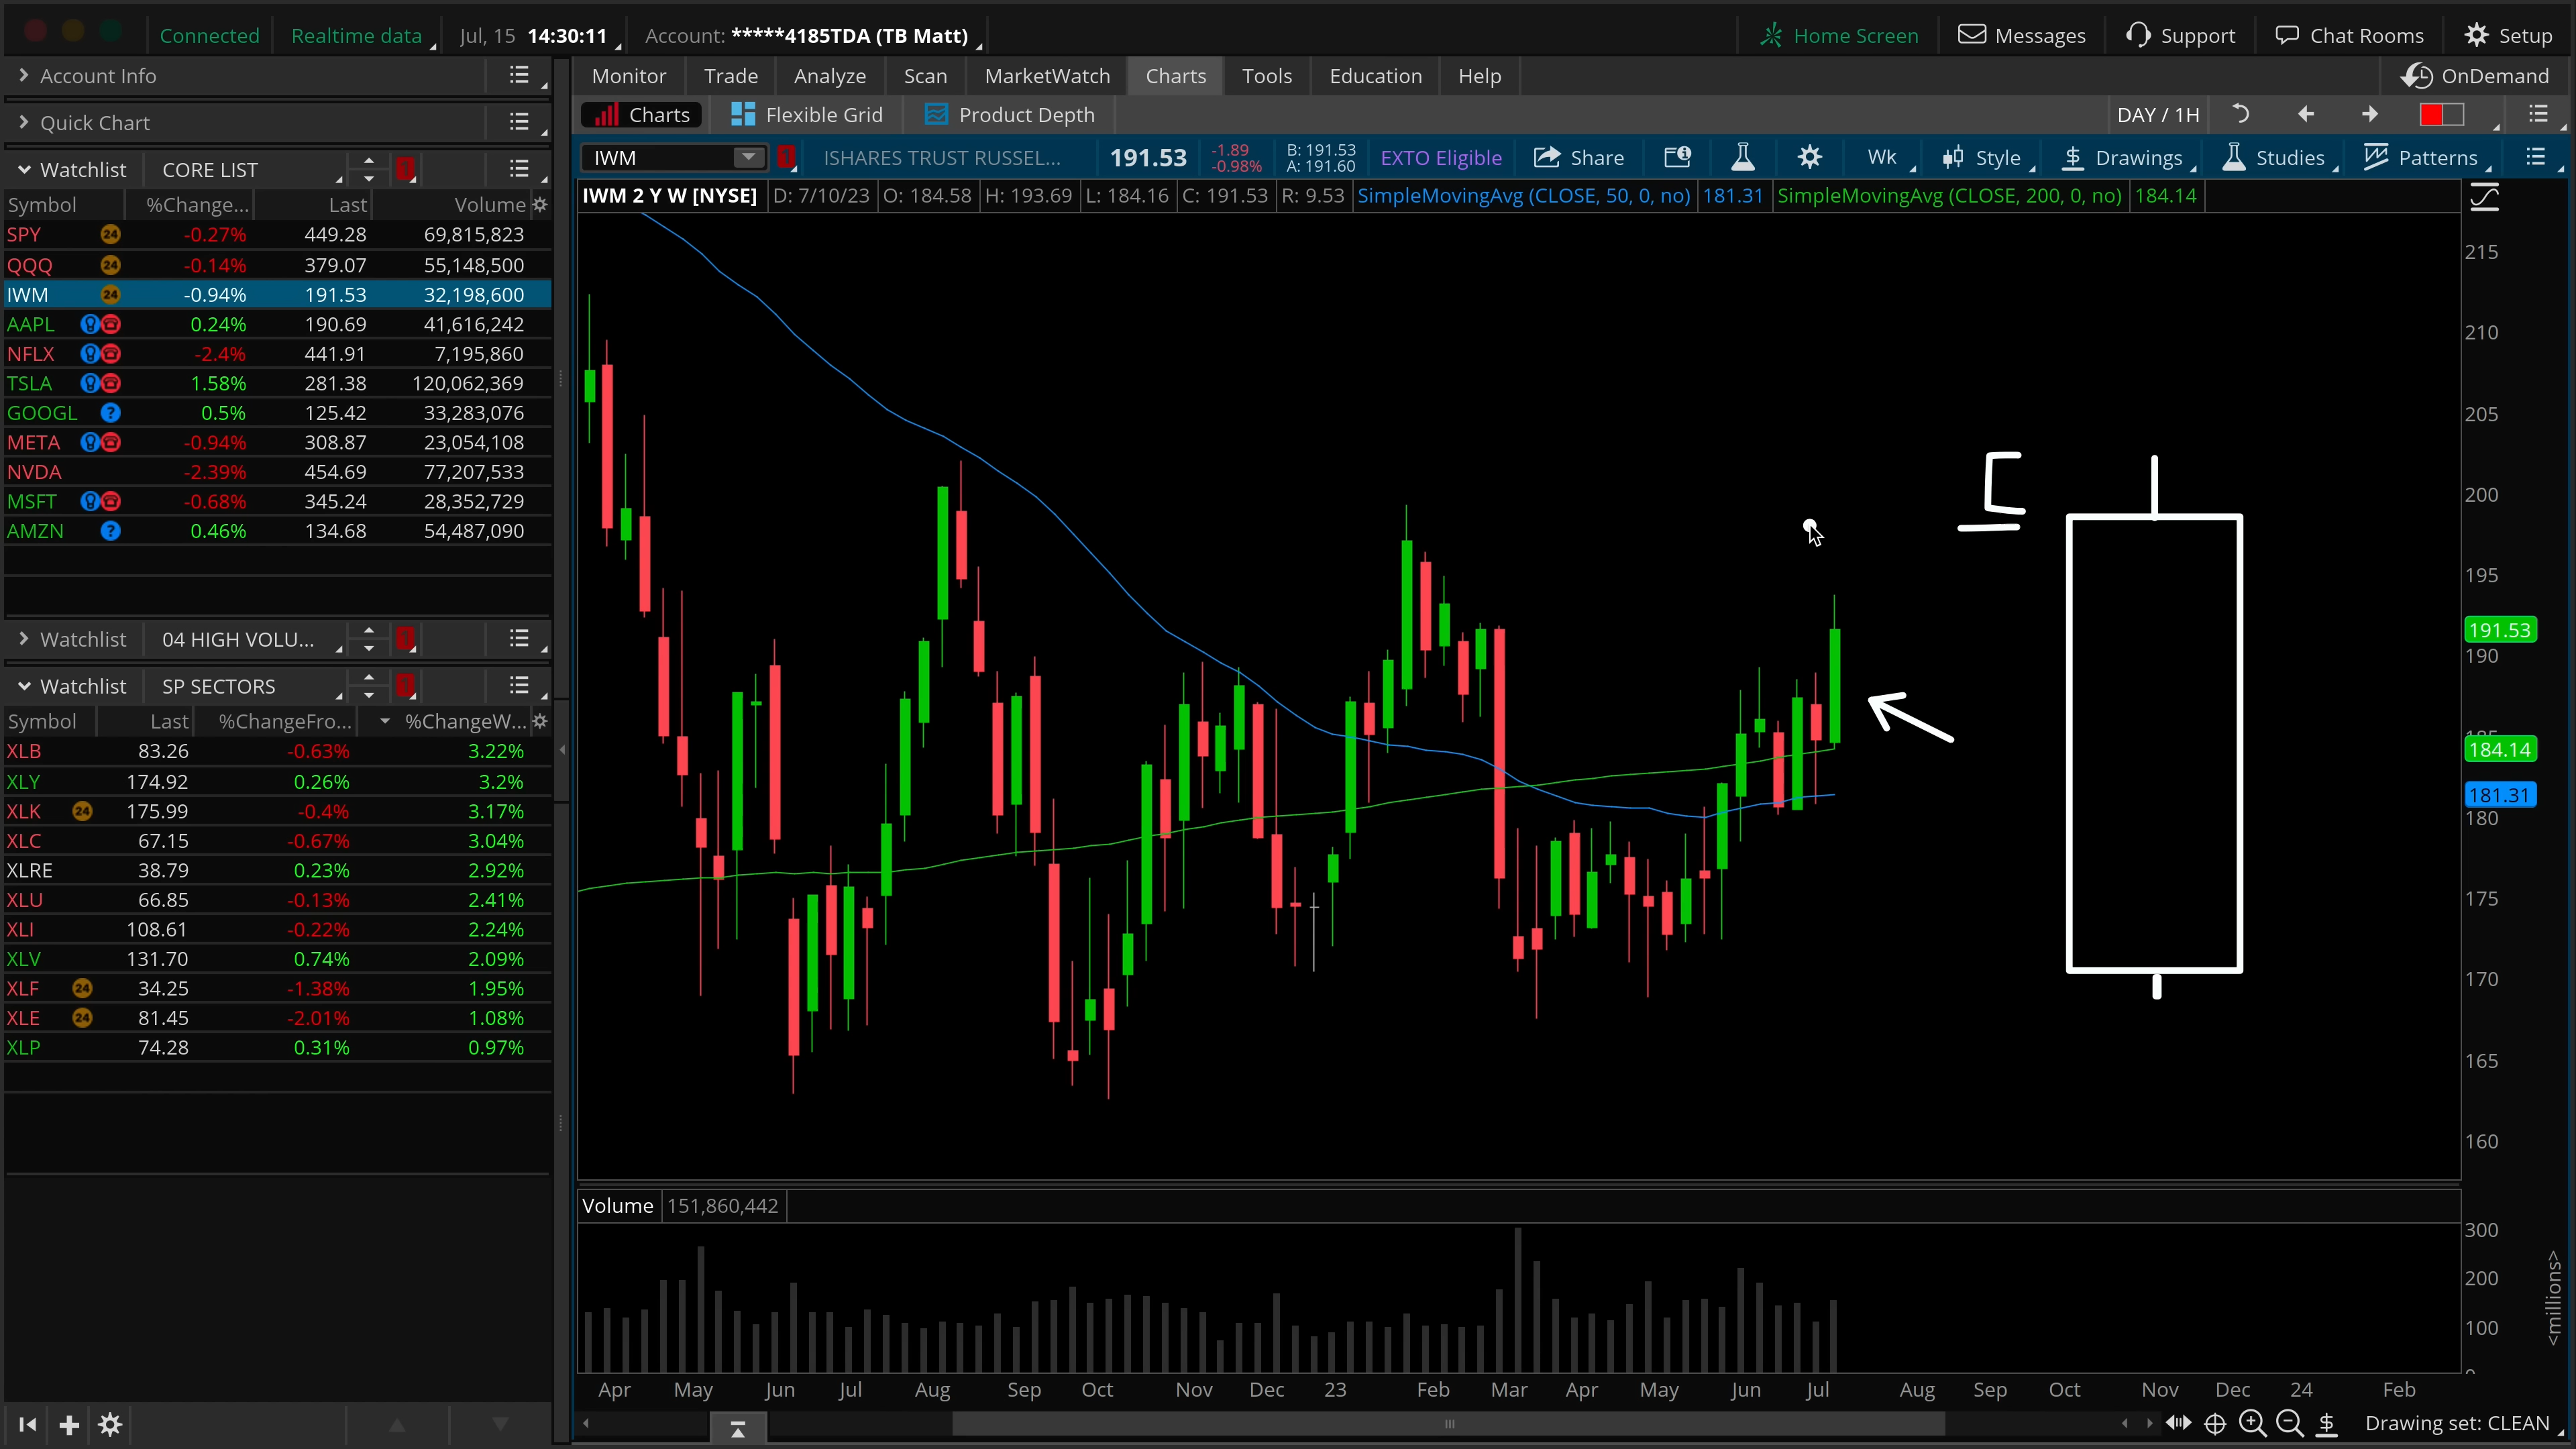 Connected Realtime data Jul, 15 14:30:11 Account: *****4185TDA (TB Matt) Home Screen Messages Support Chat Rooms Setup
Account Info
Quick Chart
Watchlist CORE LIST 1
Symbol %Change... Last Volume
SPY 24 -0.27% 449.28 69,815,823
QQQ 24 -0.14% 379.07 55,148,500
IWM 24 -0.94% 191.53 32,198,600
AAPL 0.24% 190.69 41,616,242
NFLX -2.4% 441.91 7,195,860
TSLA 1.58% 281.38 120,062,369
GOOGL ? 0.5% 125.42 33,283,076
META -0.94% 308.87 23,054,108
NVDA -2.39% 454.69 77,207,533
MSFT -0.68% 345.24 28,352,729
AMZN ? 0.46% 134.68 54,487,090
Watchlist 04 HIGH VOLU... 1
Watchlist SP SECTORS 1
Symbol Last %ChangeFro... %ChangeW...
XLB 83.26 -0.63% 3.22%
XLY 174.92 0.26% 3.2%
XLK 24 175.99 -0.4% 3.17%
XLC 67.15 -0.67% 3.04%
XLRE 38.79 0.23% 2.92%
XLU 66.85 -0.13% 2.41%
XLI 108.61 -0.22% 2.24%
XLV 131.70 0.74% 2.09%
XLF 24 34.25 -1.38% 1.95%
XLE 24 81.45 -2.01% 1.08%
XLP 74.28 0.31% 0.97%
Monitor Trade Analyze Scan MarketWatch Charts Tools Education Help OnDemand
Charts Flexible Grid Product Depth DAY / 1H
IWM 1 ISHARES TRUST RUSSEL... 191.53 -1.89 -0.98% B: 191.53 A: 191.60 EXTO Eligible Share Wk Style Drawings Studies Patterns
IWM 2 Y W [NYSE] D: 7/10/23 O: 184.58 H: 193.69 L: 184.16 C: 191.53 R: 9.53 SimpleMovingAvg (CLOSE, 50, 0, no) 181.31 SimpleMovingAvg (CLOSE, 200, 0, no) 184.14
215
210
205
200
195
191.53
190
185
184.14
181.31
180
175
170
165
160
C
Volume 151,860,442
300
200
100
<millions>
Apr May Jun Jul Aug Sep Oct Nov Dec 23 Feb Mar Apr May Jun Jul Aug Sep Oct Nov Dec 24 Feb
Drawing set: CLEAN